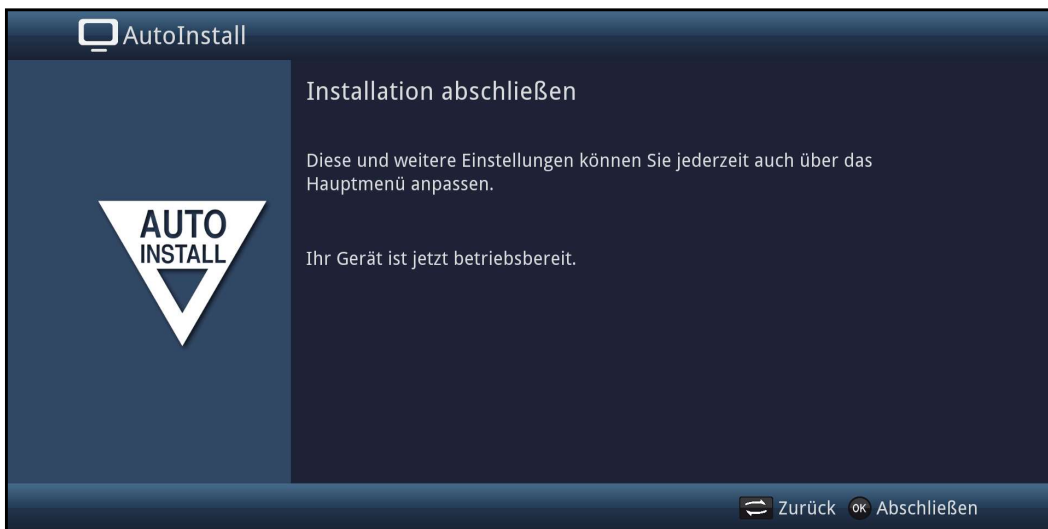 AutoInstall
Installation abschließen
Diese und weitere Einstellungen können Sie jederzeit auch über das
Hauptmenü anpassen.
AUTO
INSTALL
Ihr Gerät ist jetzt betriebsbereit.
Zurück OK Abschließen